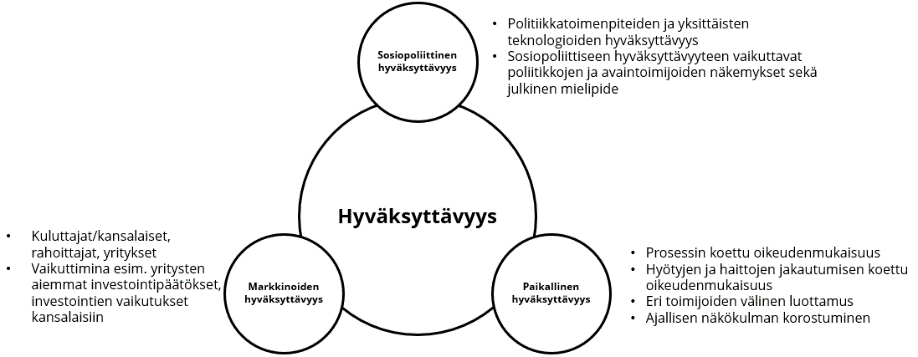 Sosiopoliittinen
hyväksyttävyys
• Politiikkatoimenpiteiden ja yksittäisten
teknologioiden hyväksyttävyys
• Sosiopoliittiseen hyväksyttävyyteen vaikuttavat
poliitikkojen ja avaintoimijoiden näkemykset sekä
julkinen mielipide
Hyväksyttävyys
• Kuluttajat/kansalaiset,
rahoittajat, yritykset
• Vaikuttimina esim. yritysten
aiemmat investointipäätökset,
investointien vaikutukset
kansalaisiin
Markkinoiden
hyväksyttävyys
Paikallinen
hyväksyttävyys
• Prosessin koettu oikeudenmukaisuus
• Hyötyjen ja haittojen jakautumisen koettu
oikeudenmukaisuus
• Eri toimijoiden välinen luottamus
• Ajallisen näkökulman korostuminen